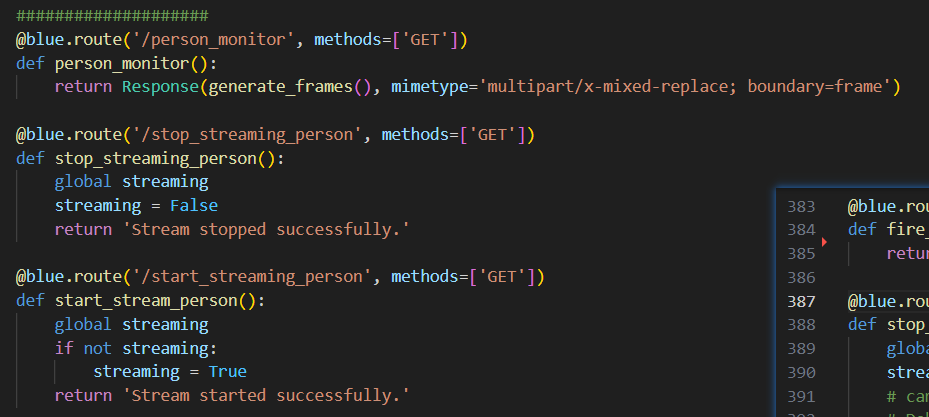 ####################
@blue.route('/person_monitor', methods=['GET'])
def person_monitor():
    return Response(generate_frames(), mimetype='multipart/x-mixed-replace; boundary=frame')
@blue.route('/stop_streaming_person', methods=['GET'])
def stop_streaming_person():
    global streaming
    streaming = False
    return 'Stream stopped successfully.'
@blue.route('/start_streaming_person', methods=['GET'])
def start_stream_person():
    global streaming
    if not streaming:
        streaming = True
    return 'Stream started successfully.'
383 @blue.rou
384 def fire_
385     retur
386
387 @blue.rou
388 def stop_
389     globa
390     strea
391     # can